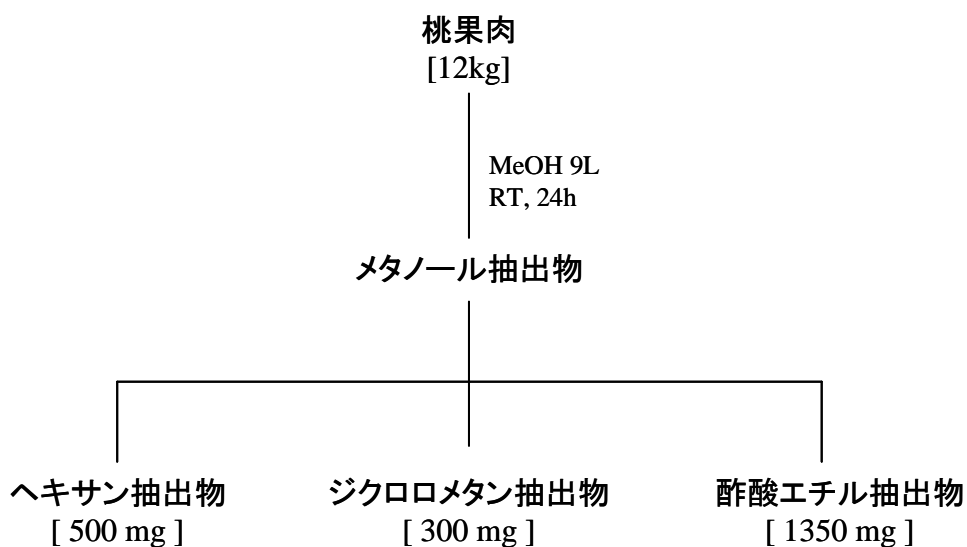 桃果肉
[12kg]
MeOH 9L
RT, 24h
メタノール抽出物
ヘキサン抽出物
[ 500 mg ]
ジクロロメタン抽出物
[ 300 mg ]
酢酸エチル抽出物
[ 1350 mg ]